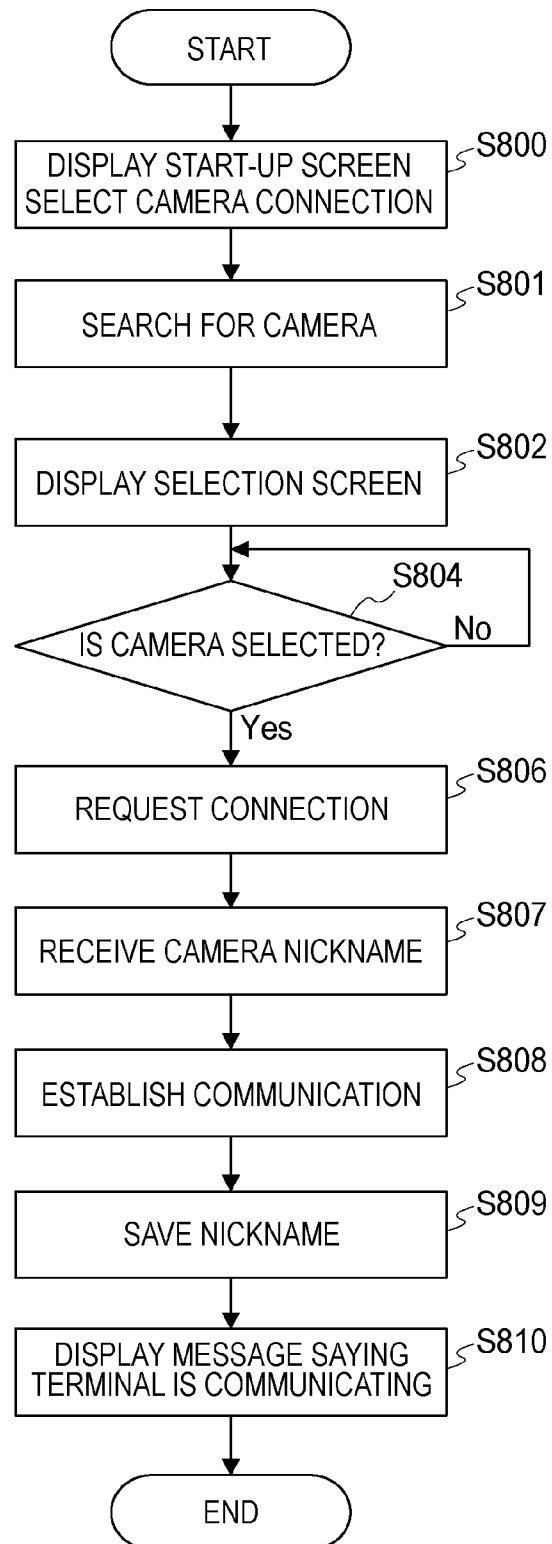 START
S800
DISPLAY START-UP SCREEN
SELECT CAMERA CONNECTION
S801
SEARCH FOR CAMERA
S802
DISPLAY SELECTION SCREEN
S804
IS CAMERA SELECTED?
No
Yes
S806
REQUEST CONNECTION
S807
RECEIVE CAMERA NICKNAME
S808
ESTABLISH COMMUNICATION
S809
SAVE NICKNAME
S810
DISPLAY MESSAGE SAYING
TERMINAL IS COMMUNICATING
END